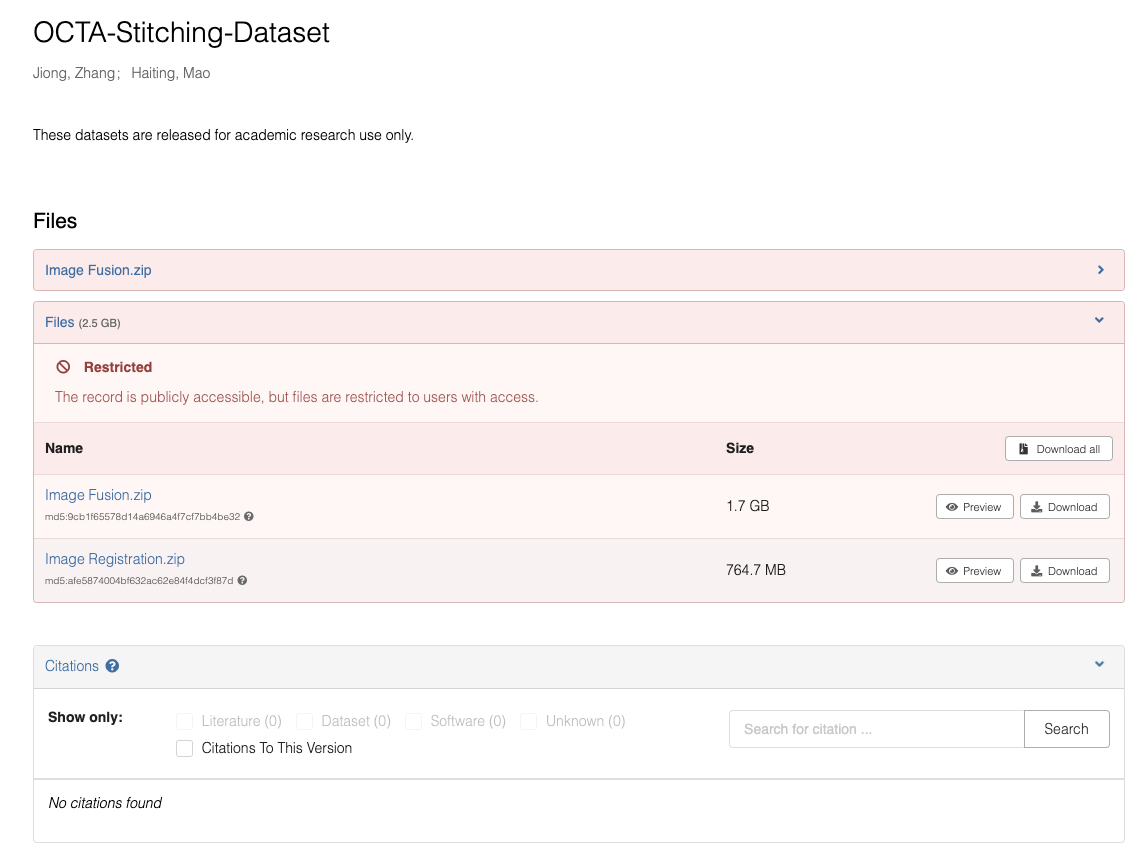 OCTA-Stitching-Dataset
Jiong, Zhang; Haiting, Mao
These datasets are released for academic research use only.
Files
Image Fusion.zip
Files (2.5 GB)
Restricted
The record is publicly accessible, but files are restricted to users with access.
Name Size Download all
Image Fusion.zip
md5:9cb1f65578d14a6946a4f7cf7bb4be32
1.7 GB Preview Download
Image Registration.zip
md5:afe5874004bf632ac62e84f4dcf3f87d
764.7 MB Preview Download
Citations
Show only: Literature (0) Dataset (0) Software (0) Unknown (0)
Citations To This Version
Search for citation ... Search
No citations found